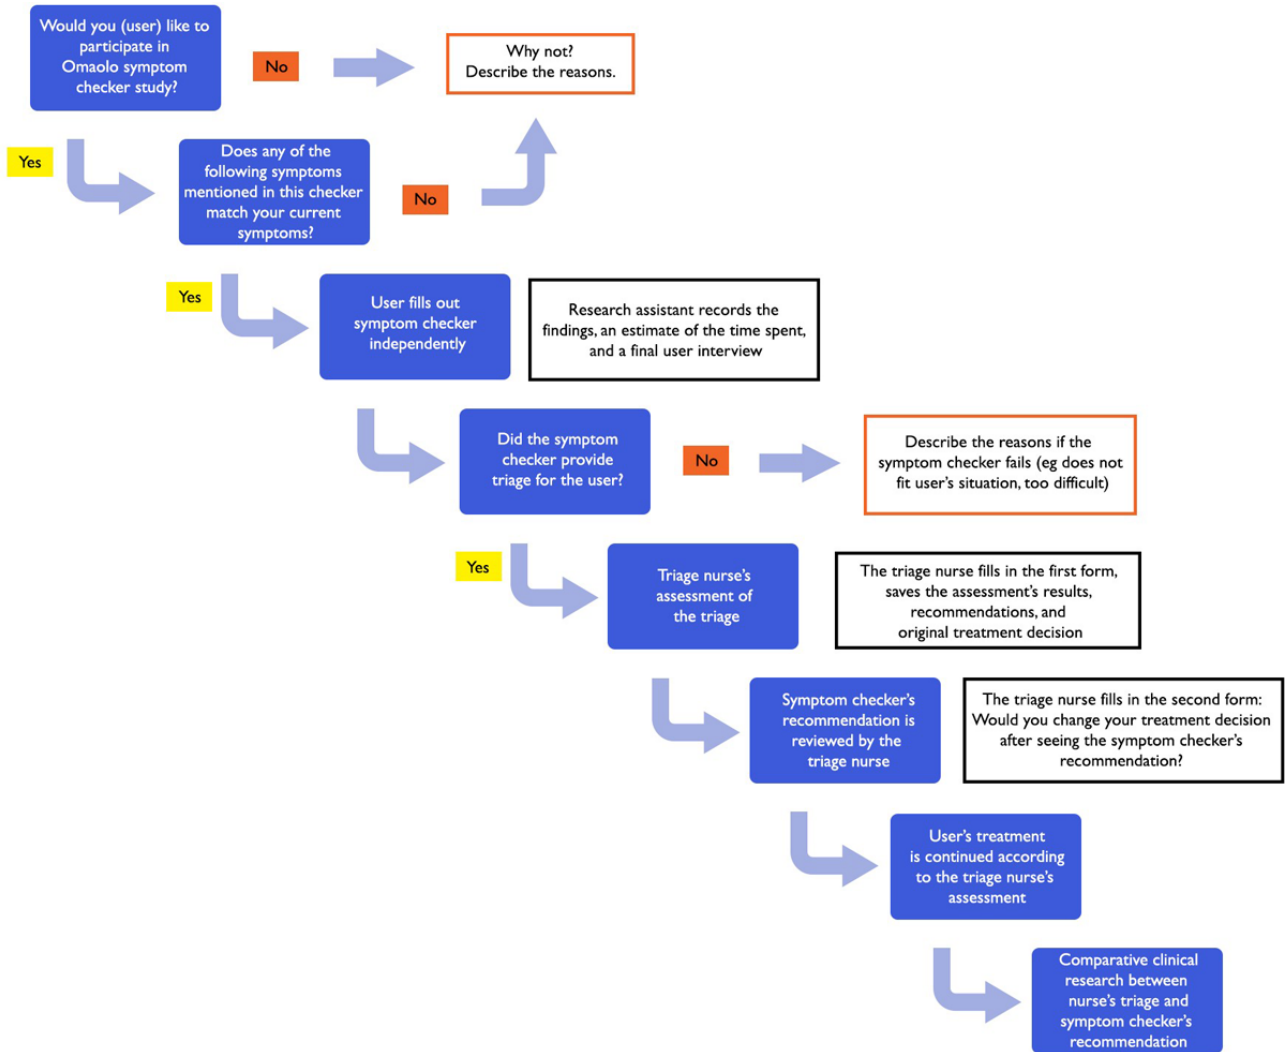 Would you (user) like to
participate in
Omaolo symptom
checker study?
No
Why not?
Describe the reasons.
Yes
Does any of the
following symptoms
mentioned in this checker
match your current
symptoms?
No
Yes
User fills out
symptom checker
independently
Research assistant records the
findings, an estimate of the time spent,
and a final user interview
Did the symptom
checker provide
triage for the user?
No
Describe the reasons if the
symptom checker fails (eg does not
fit user's situation, too difficult)
Yes
Triage nurse's
assessment of
the triage
The triage nurse fills in the first form,
saves the assessment's results,
recommendations, and
original treatment decision
Symptom checker's
recommendation is
reviewed by the
triage nurse
The triage nurse fills in the second form:
Would you change your treatment decision
after seeing the symptom checker's
recommendation?
User's treatment
is continued according
to the triage nurse's
assessment
Comparative clinical
research between
nurse's triage and
symptom checker's
recommendation